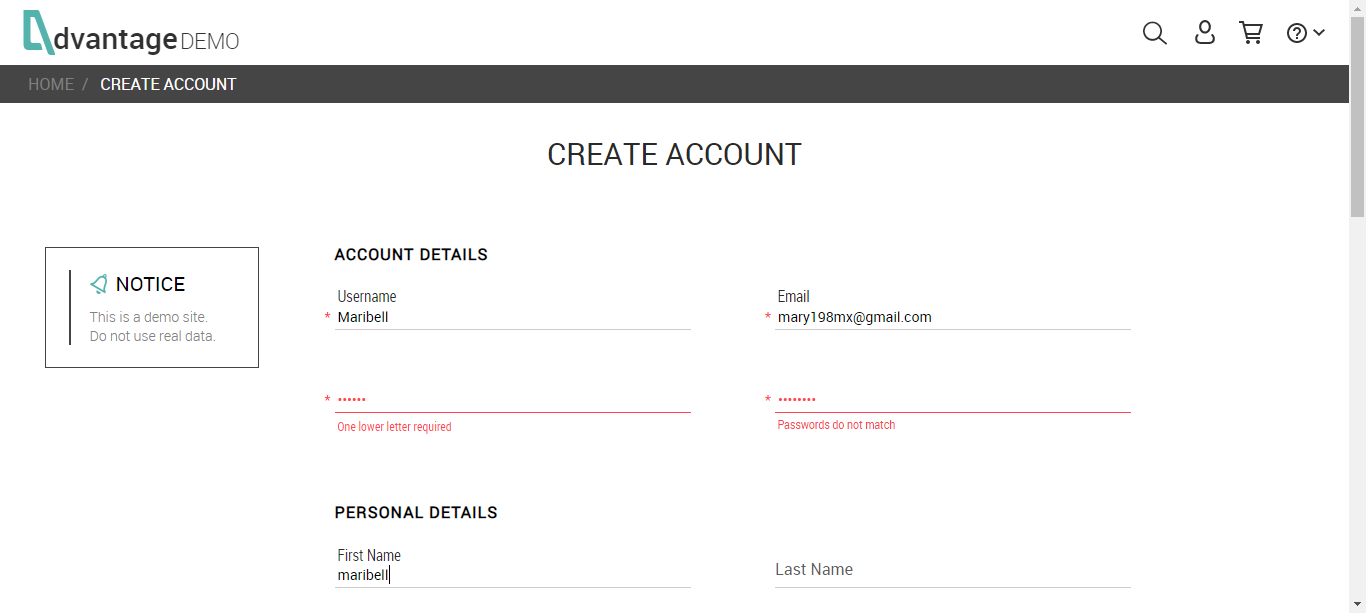 dvantage DEMO
HOME / CREATE ACCOUNT
CREATE ACCOUNT
NOTICE
This is a demo site.
Do not use real data.
ACCOUNT DETAILS
Username
* Maribell
Email
* mary198mx@gmail.com
* ••••••
One lower letter required
* ••••••••
Passwords do not match
PERSONAL DETAILS
First Name
maribell
Last Name